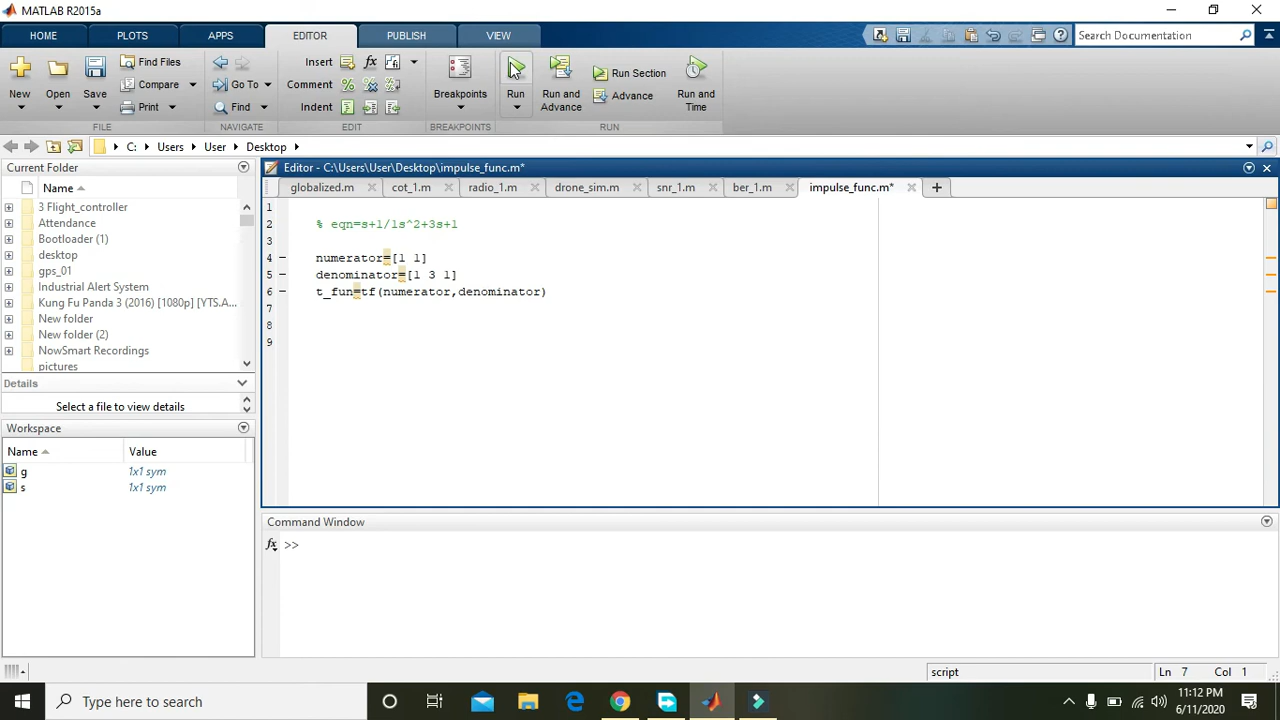 MATLAB R2015a
HOME PLOTS APPS EDITOR PUBLISH VIEW Search Documentation
New Open Save Find Files Compare Print Go To Find Insert Comment Indent fx Breakpoints Run Run and Advance Run Section Advance Run and Time
FILE NAVIGATE EDIT BREAKPOINTS RUN
C: Users User Desktop
Current Folder
Name
3 Flight_controller
Attendance
Bootloader (1)
desktop
gps_01
Industrial Alert System
Kung Fu Panda 3 (2016) [1080p] [YTS.A...
New folder
New folder (2)
NowSmart Recordings
pictures
Details
Select a file to view details
Workspace
Name Value
g 1x1 sym
s 1x1 sym
Editor - C:\Users\User\Desktop\impulse_func.m*
globalized.m cot_1.m radio_1.m drone_sim.m snr_1.m ber_1.m impulse_func.m*
1
2 % eqn=s+1/1s^2+3s+1
3
4 numerator=[1 1]
5 denominator=[1 3 1]
6 t_fun=tf(numerator,denominator)
7
8
9
Command Window
fx >>
script Ln 7 Col 1
Type here to search
11:12 PM
6/11/2020